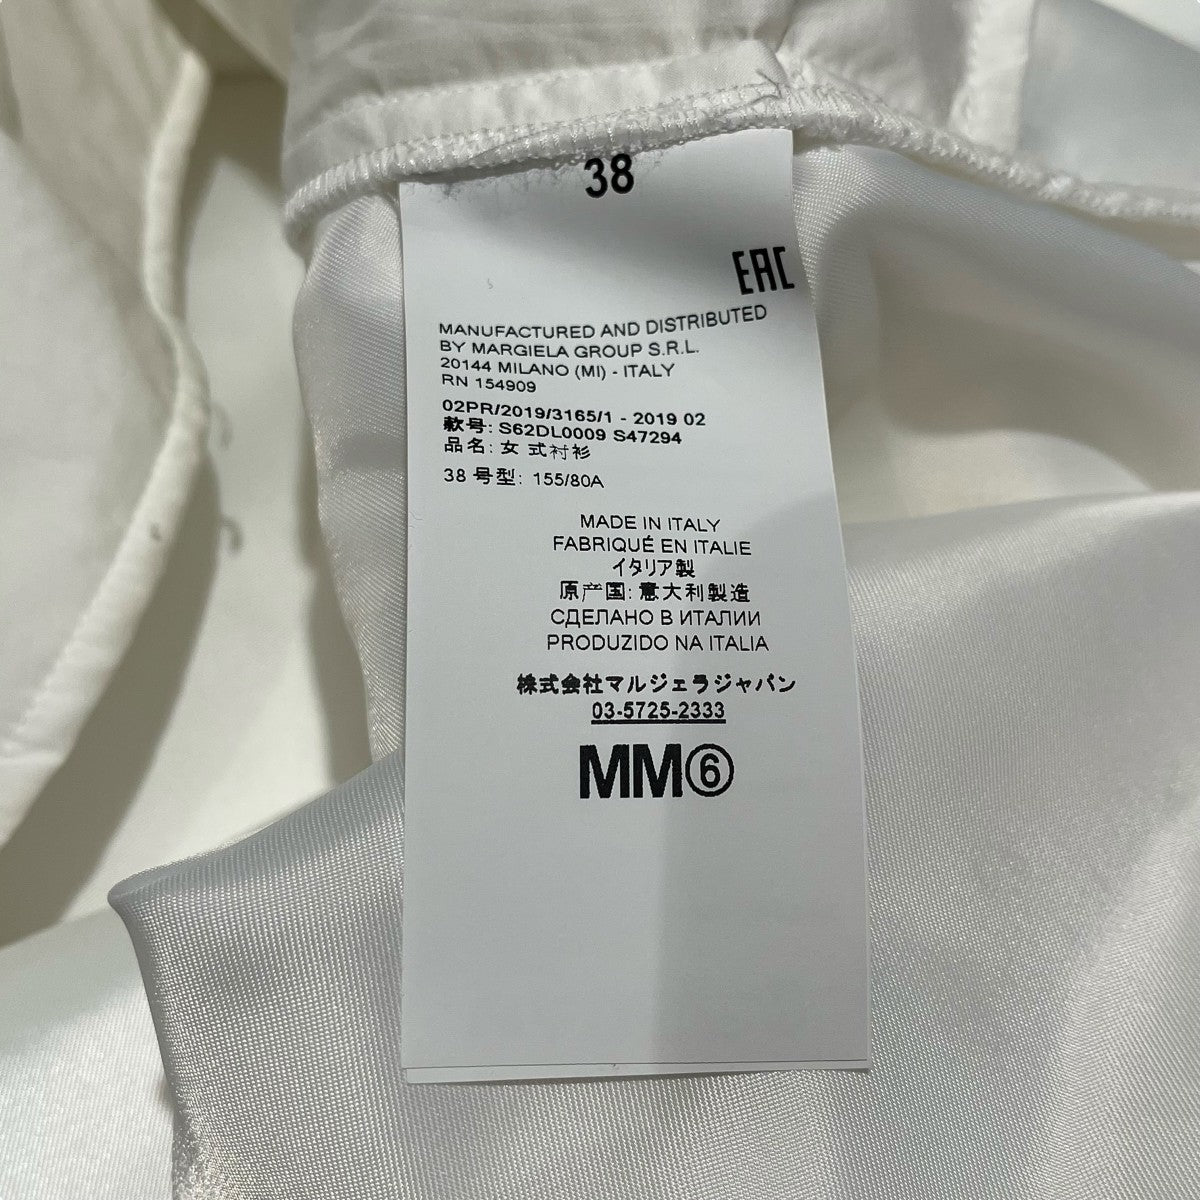 38
EAC
MANUFACTURED AND DISTRIBUTED
BY MARGIELA GROUP S.R.L.
20144 MILANO (MI) - ITALY
RN 154909
02PR/2019/3165/1 - 2019 02
款号: S62DL0009 S47294
品名: 女 式衬衫
38 号型: 155/80A
MADE IN ITALY
FABRIQUÉ EN ITALIE
イタリア製
原产国: 意大利製造
СДЕЛАНО В ИТАЛИИ
PRODUZIDO NA ITALIA
株式会社マルジェラジャパン
03-5725-2333
MM⑥